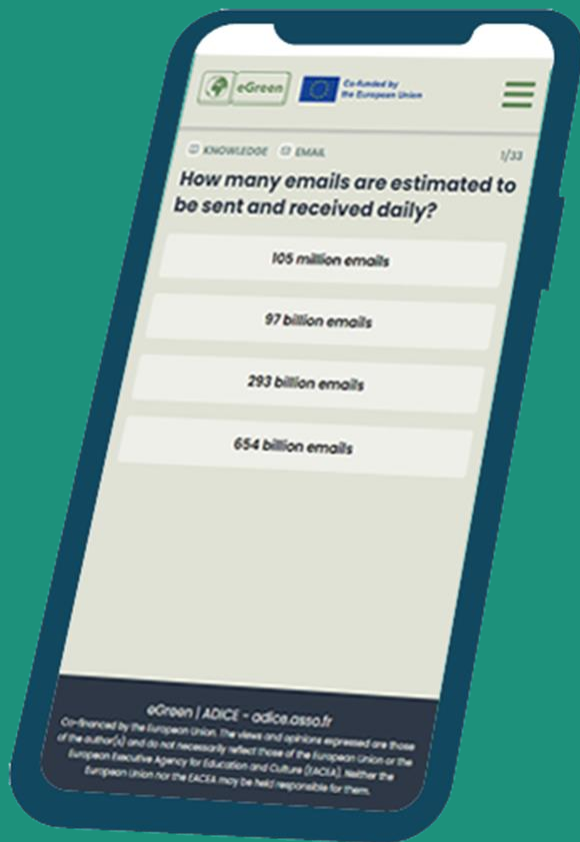 eGreen
Co-funded by
the European Union
KNOWLEDGE EMAIL 1/33
How many emails are estimated to
be sent and received daily?
105 million emails
97 billion emails
293 billion emails
654 billion emails
eGreen | ADICE - adice.asso.fr
Co-financed by the European Union. The views and opinions expressed are those
of the author(s) and do not necessarily reflect those of the European Union or the
European Executive Agency for Education and Culture (EACEA). Neither the
European Union nor the EACEA may be held responsible for them.